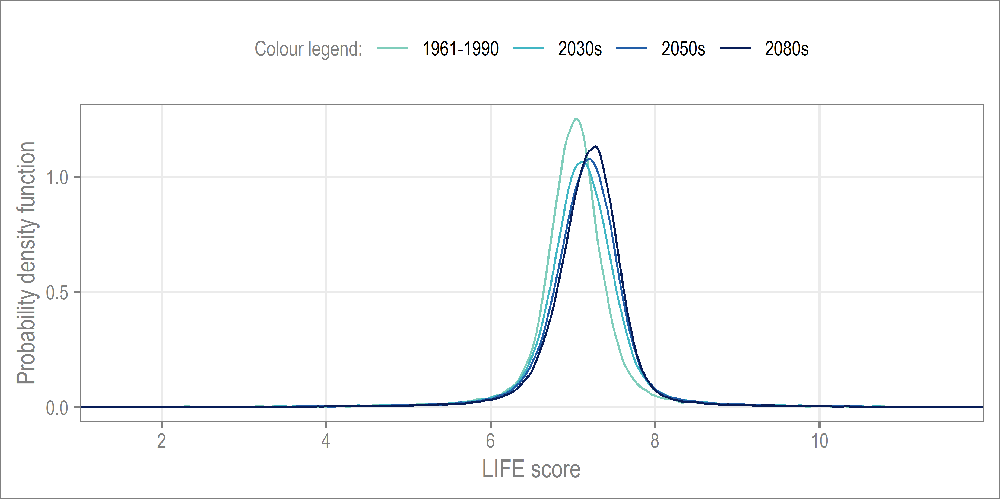 Colour legend: 1961-1990 2030s 2050s 2080s
Probability density function
1.0
0.5
0.0
2 4 6 8 10
LIFE score